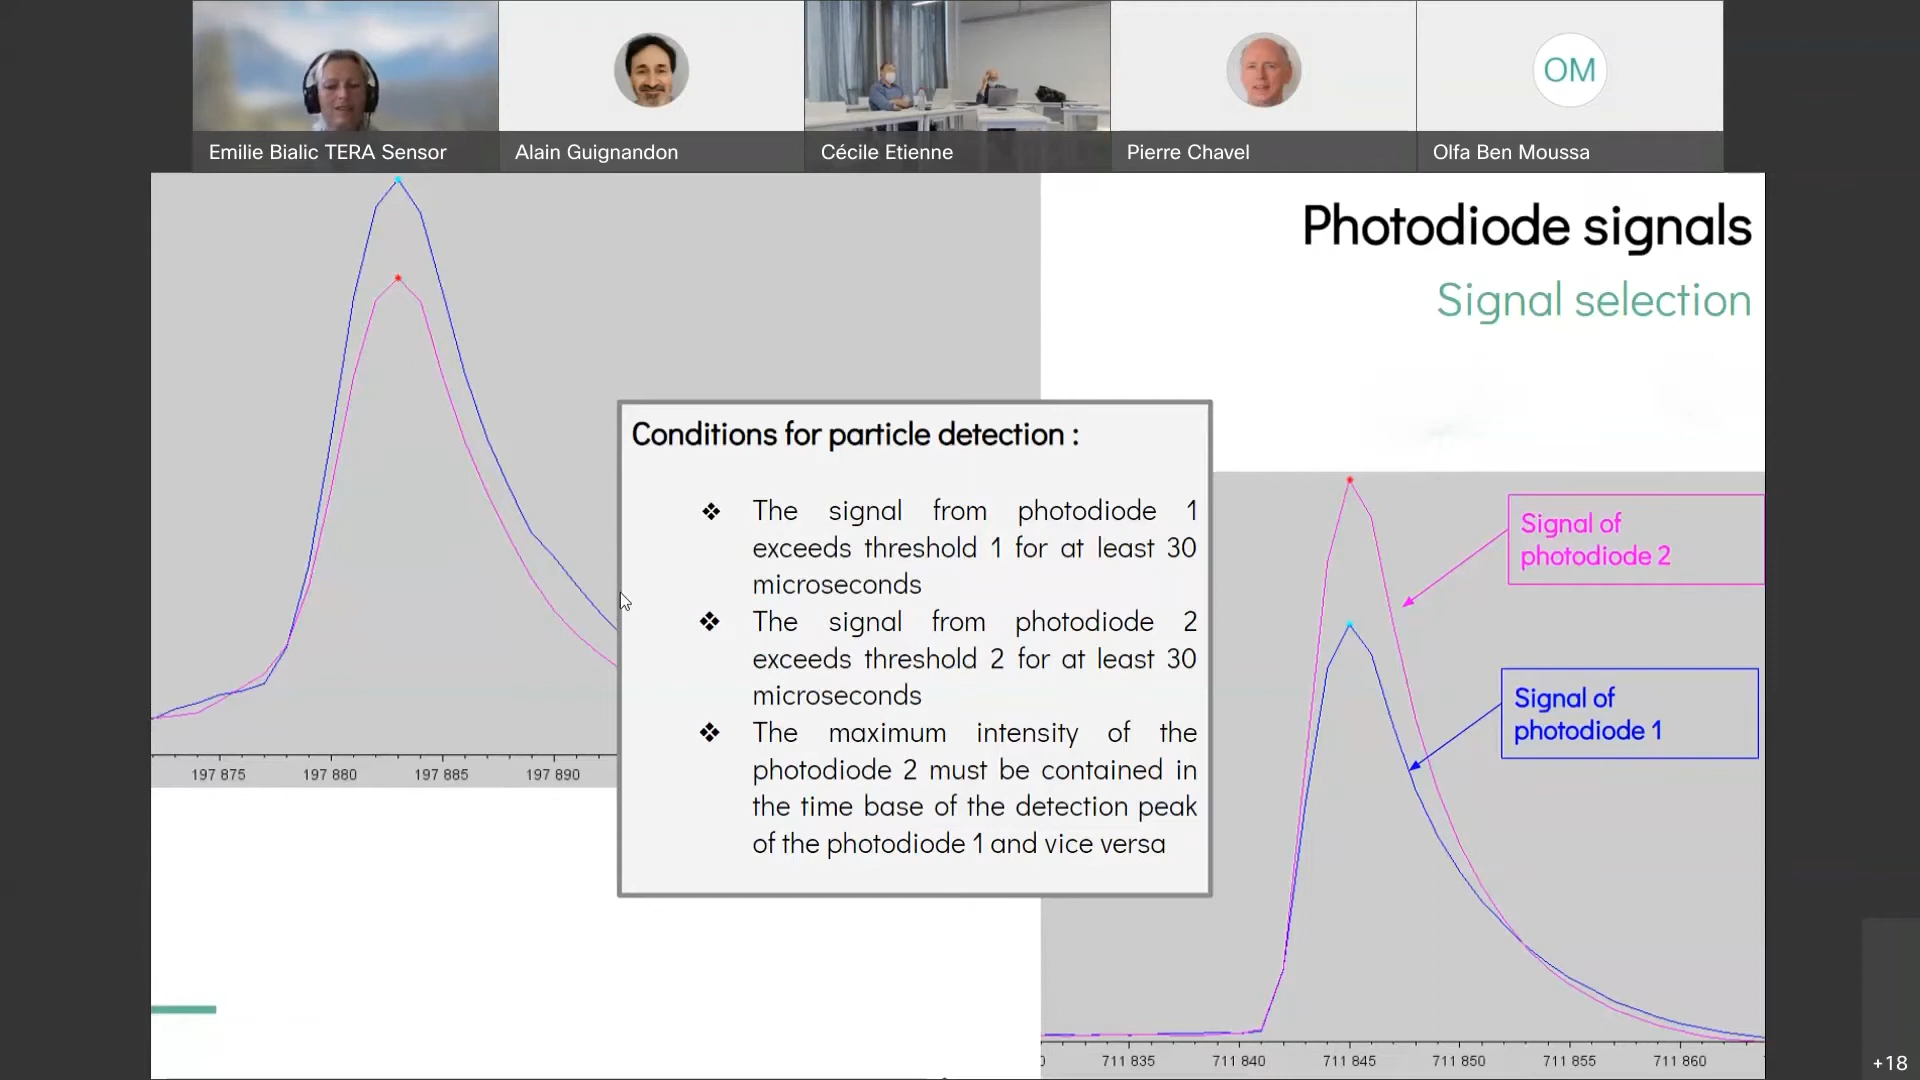 Emilie Bialic TERA Sensor
Alain Guignandon
Cécile Etienne
Pierre Chavel
OM
Olfa Ben Moussa
Photodiode signals
Signal selection
Conditions for particle detection :
❖ The signal from photodiode 1
exceeds threshold 1 for at least 30
microseconds
❖ The signal from photodiode 2
exceeds threshold 2 for at least 30
microseconds
❖ The maximum intensity of the
photodiode 2 must be contained in
the time base of the detection peak
of the photodiode 1 and vice versa
Signal of
photodiode 2
Signal of
photodiode 1
197 875 197 880 197 885 197 890
711 835 711 840 711 845 711 850 711 855 711 860
+18